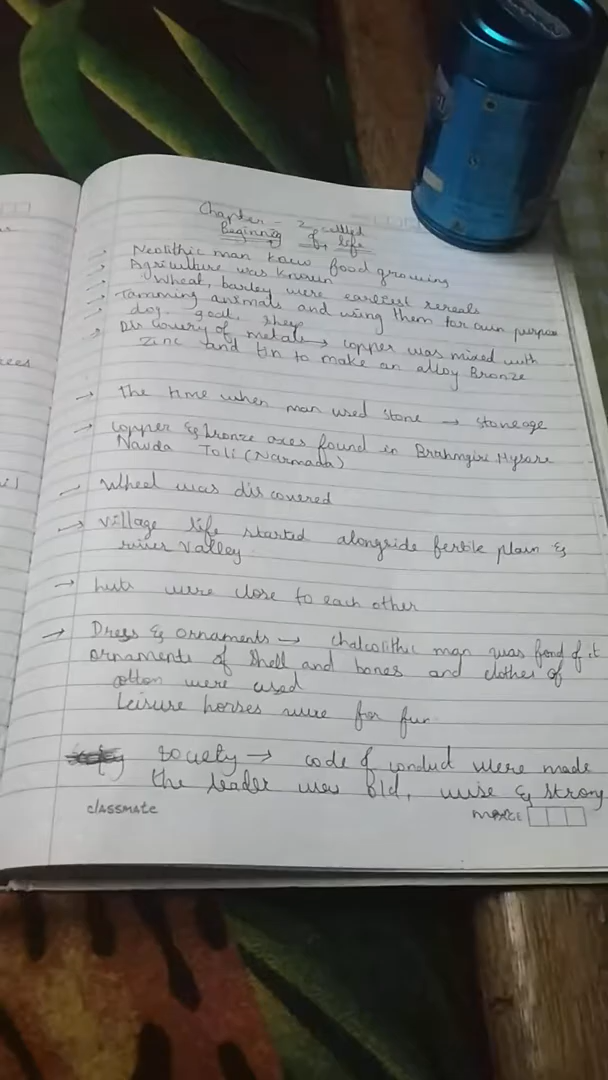 Chapter - 2
Beginning of settled life
→ Neolithic man know food growing
→ Agriculture was known
→ Wheat, barley were earliest cereals
→ Tamming animals and using them for own purpose
dog, goat, sheep
→ Discovery of metals → copper was mixed with
zinc and tin to make an alloy Bronze
→ The time when man used stone → stoneage
→ copper & bronze axes found in Brahmgiri Mysore
Navda Toli (Narmada)
→ Wheel was discovered
→ Village life started alongside fertile plain &
river valley
→ huts were close to each other
→ Dress & ornaments → chalcolithic man was fond of it
ornaments of shell and bones and clothes of
cotton were used
Leisure horses were for fun
society → code of conduct were made
the leader was old, wise & strong
classmate